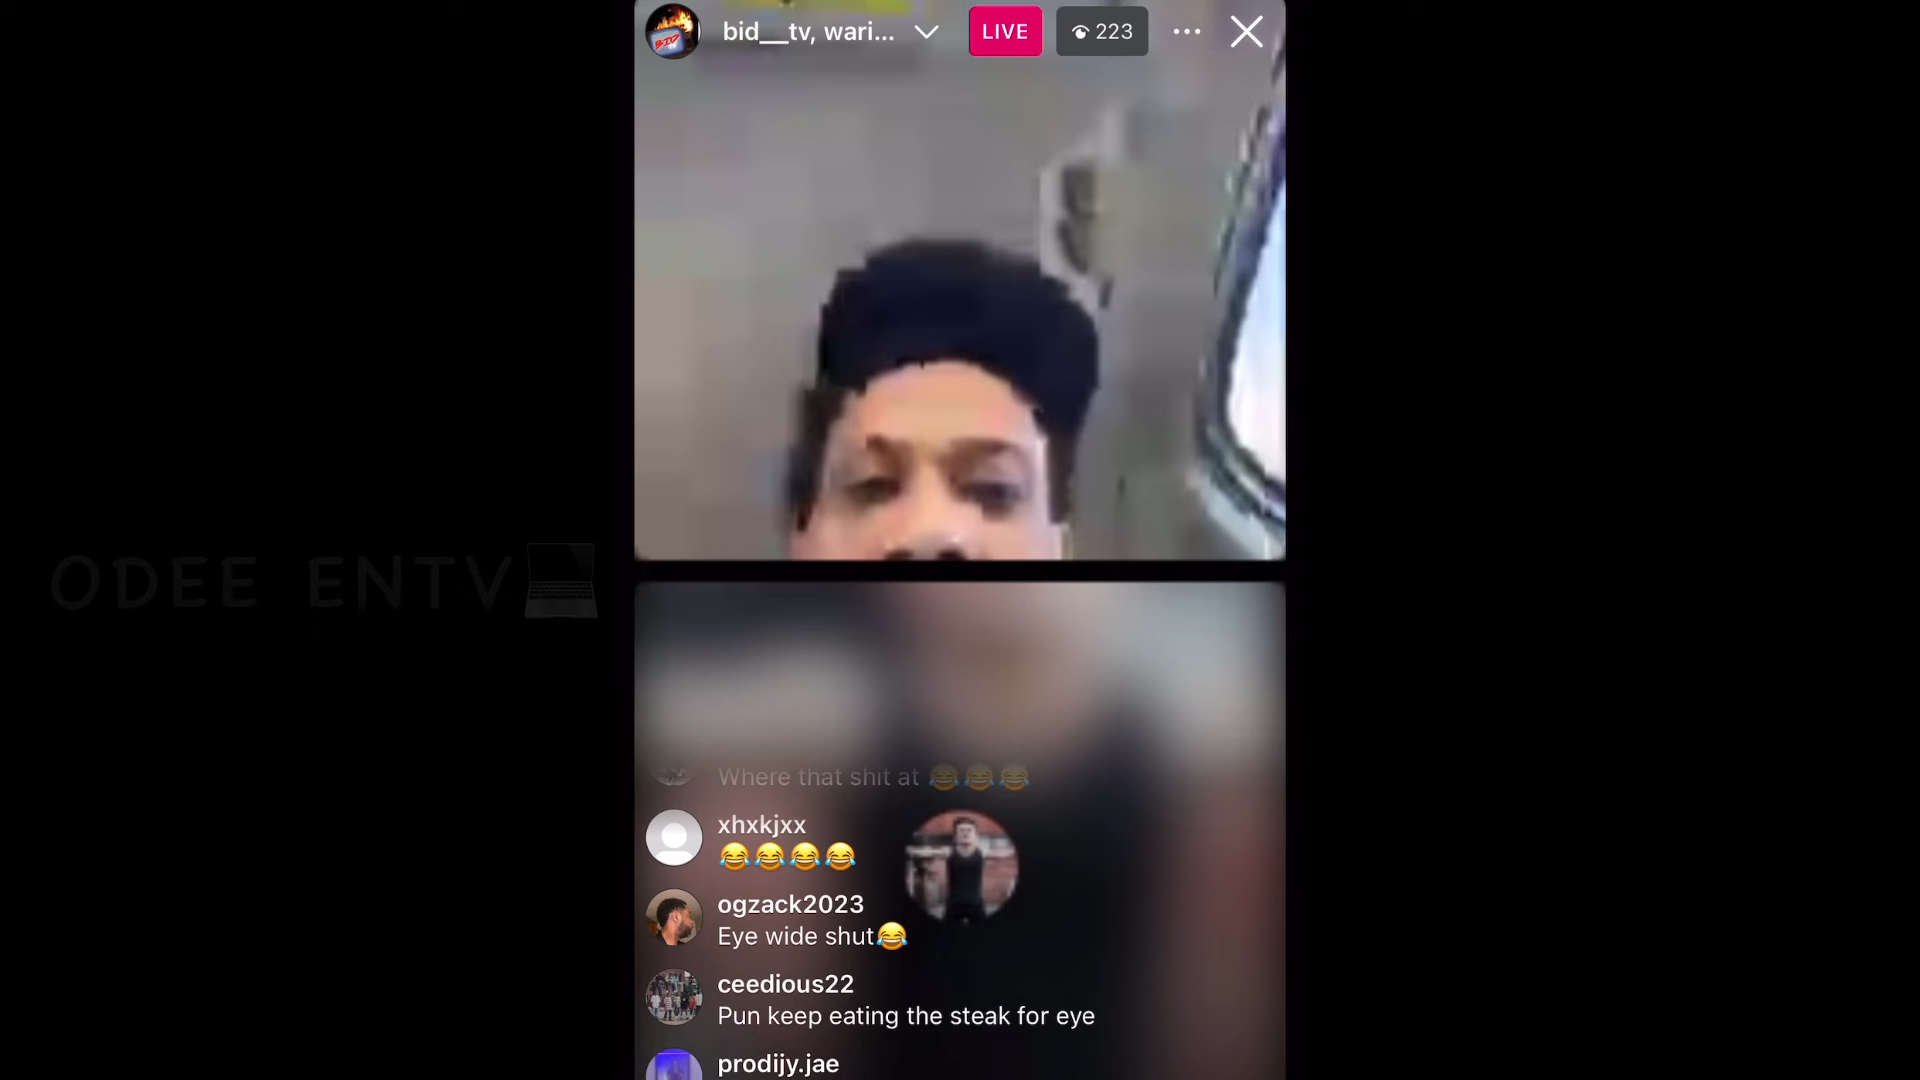 bid__tv, wari...
LIVE
223
ODEE ENTV
Where that shit at 😂😂😂
xhxkjxx
😂😂😂😂
ogzack2023
Eye wide shut😂
ceedious22
Pun keep eating the steak for eye
prodijy.jae